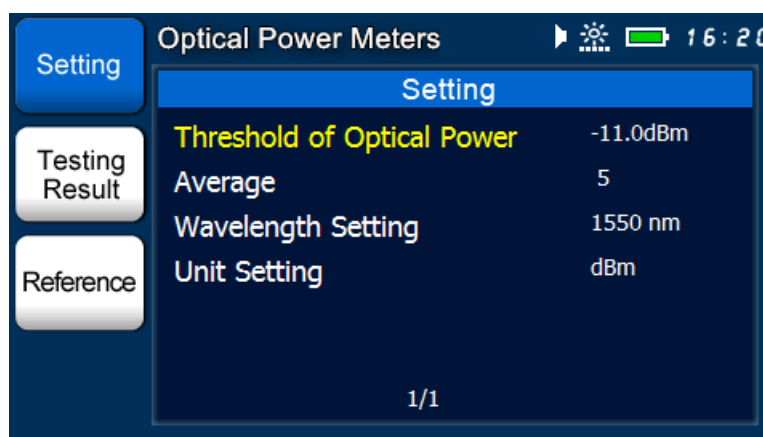 Setting
Optical Power Meters
16:20
Setting
Testing
Result
Reference
Threshold of Optical Power -11.0dBm
Average 5
Wavelength Setting 1550 nm
Unit Setting dBm
1/1